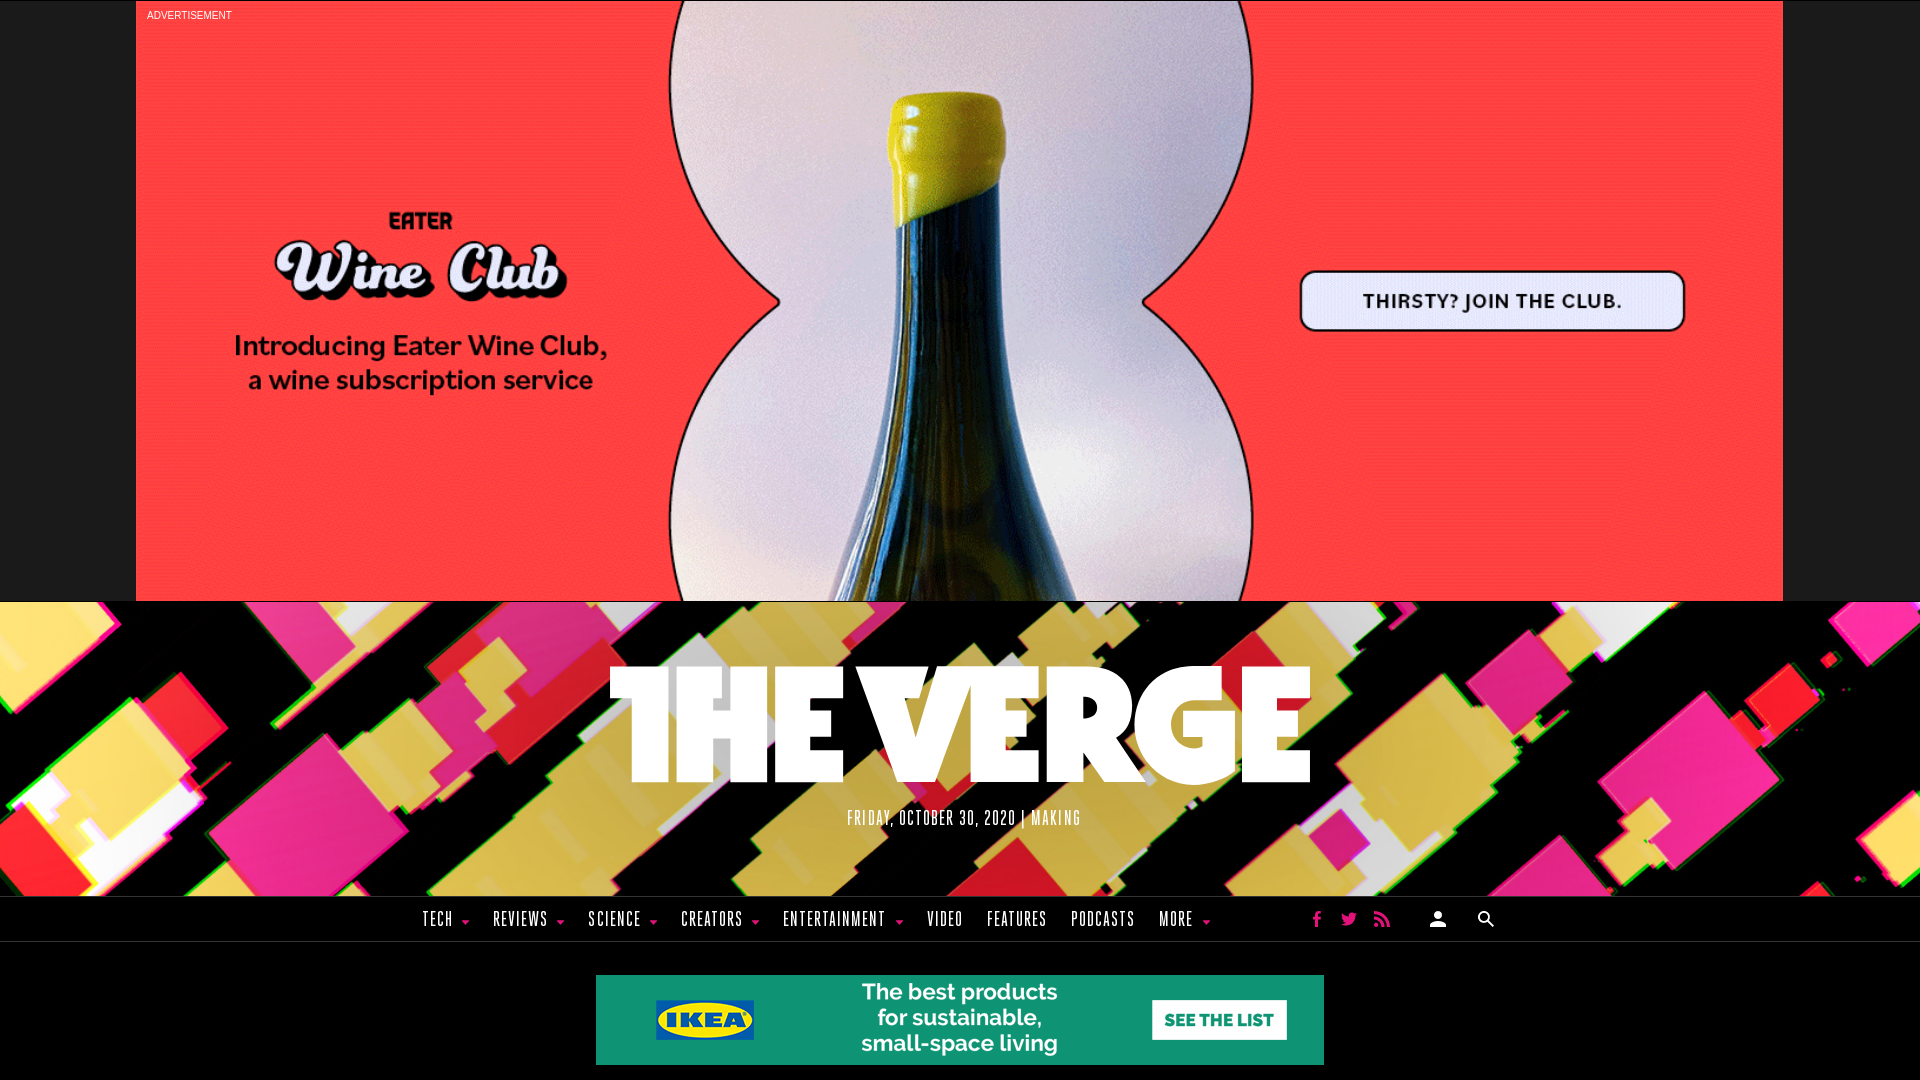 ADVERTISEMENT
EATER
Wine Club
Introducing Eater Wine Club,
a wine subscription service
THIRSTY? JOIN THE CLUB.
THE VERGE
FRIDAY, OCTOBER 30, 2020 | MAKING
TECH REVIEWS SCIENCE CREATORS ENTERTAINMENT VIDEO FEATURES PODCASTS MORE
IKEA
The best products
for sustainable,
small-space living
SEE THE LIST